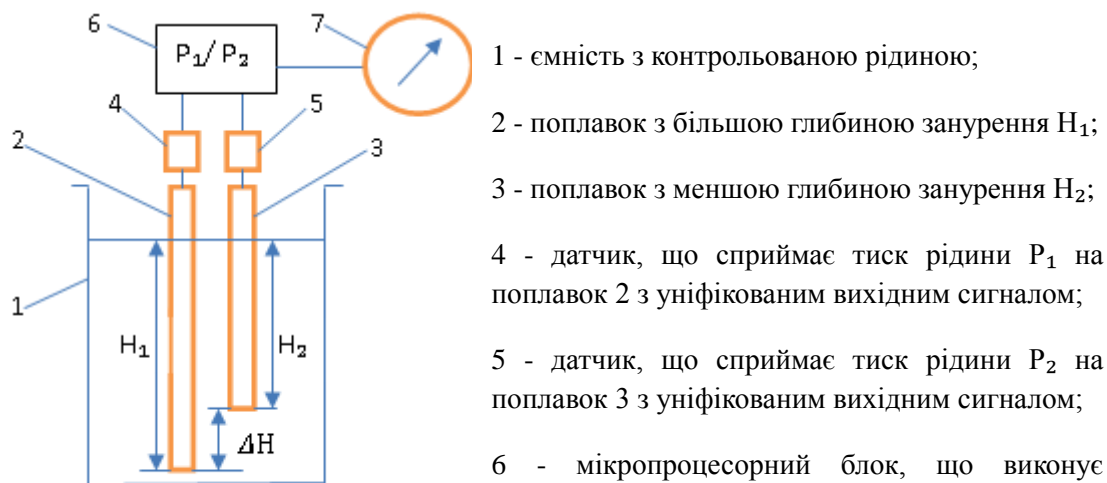 6
7
P₁/ P₂
4
5
2
3
1
H₁
H₂
ΔH
1 - ємність з контрольованою рідиною;
2 - поплавок з більшою глибиною занурення H₁;
3 - поплавок з меншою глибиною занурення H₂;
4 - датчик, що сприймає тиск рідини P₁ на
поплавок 2 з уніфікованим вихідним сигналом;
5 - датчик, що сприймає тиск рідини P₂ на
поплавок 3 з уніфікованим вихідним сигналом;
6 - мікропроцесорний блок, що виконує